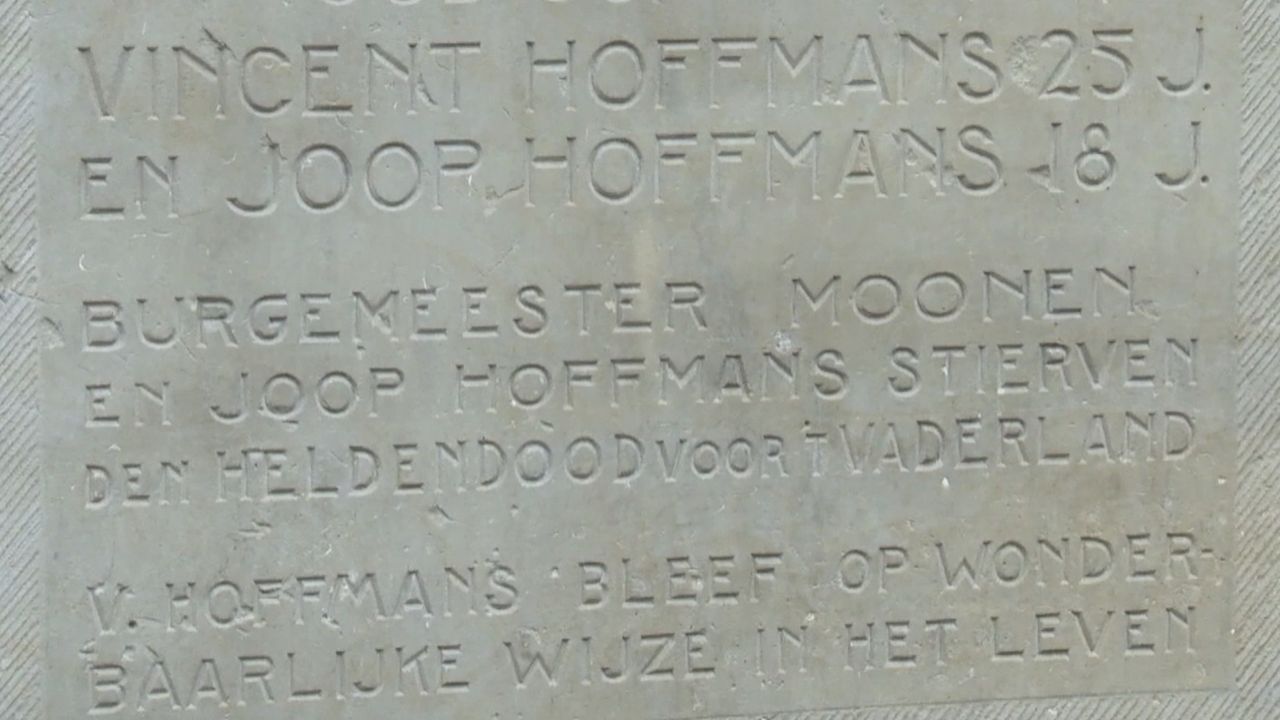 VINCENT HOFFMANS 25 J.
EN JOOP HOFFMANS 18 J.
BURGEMEESTER MOONEN
EN JOOP HOFFMANS STIERVEN
DEN HELDENDOOD VOOR T VADERLAND
V. HOFFMANS BLEEF OP WONDER-
BAARLIJKE WIJZE IN HET LEVEN